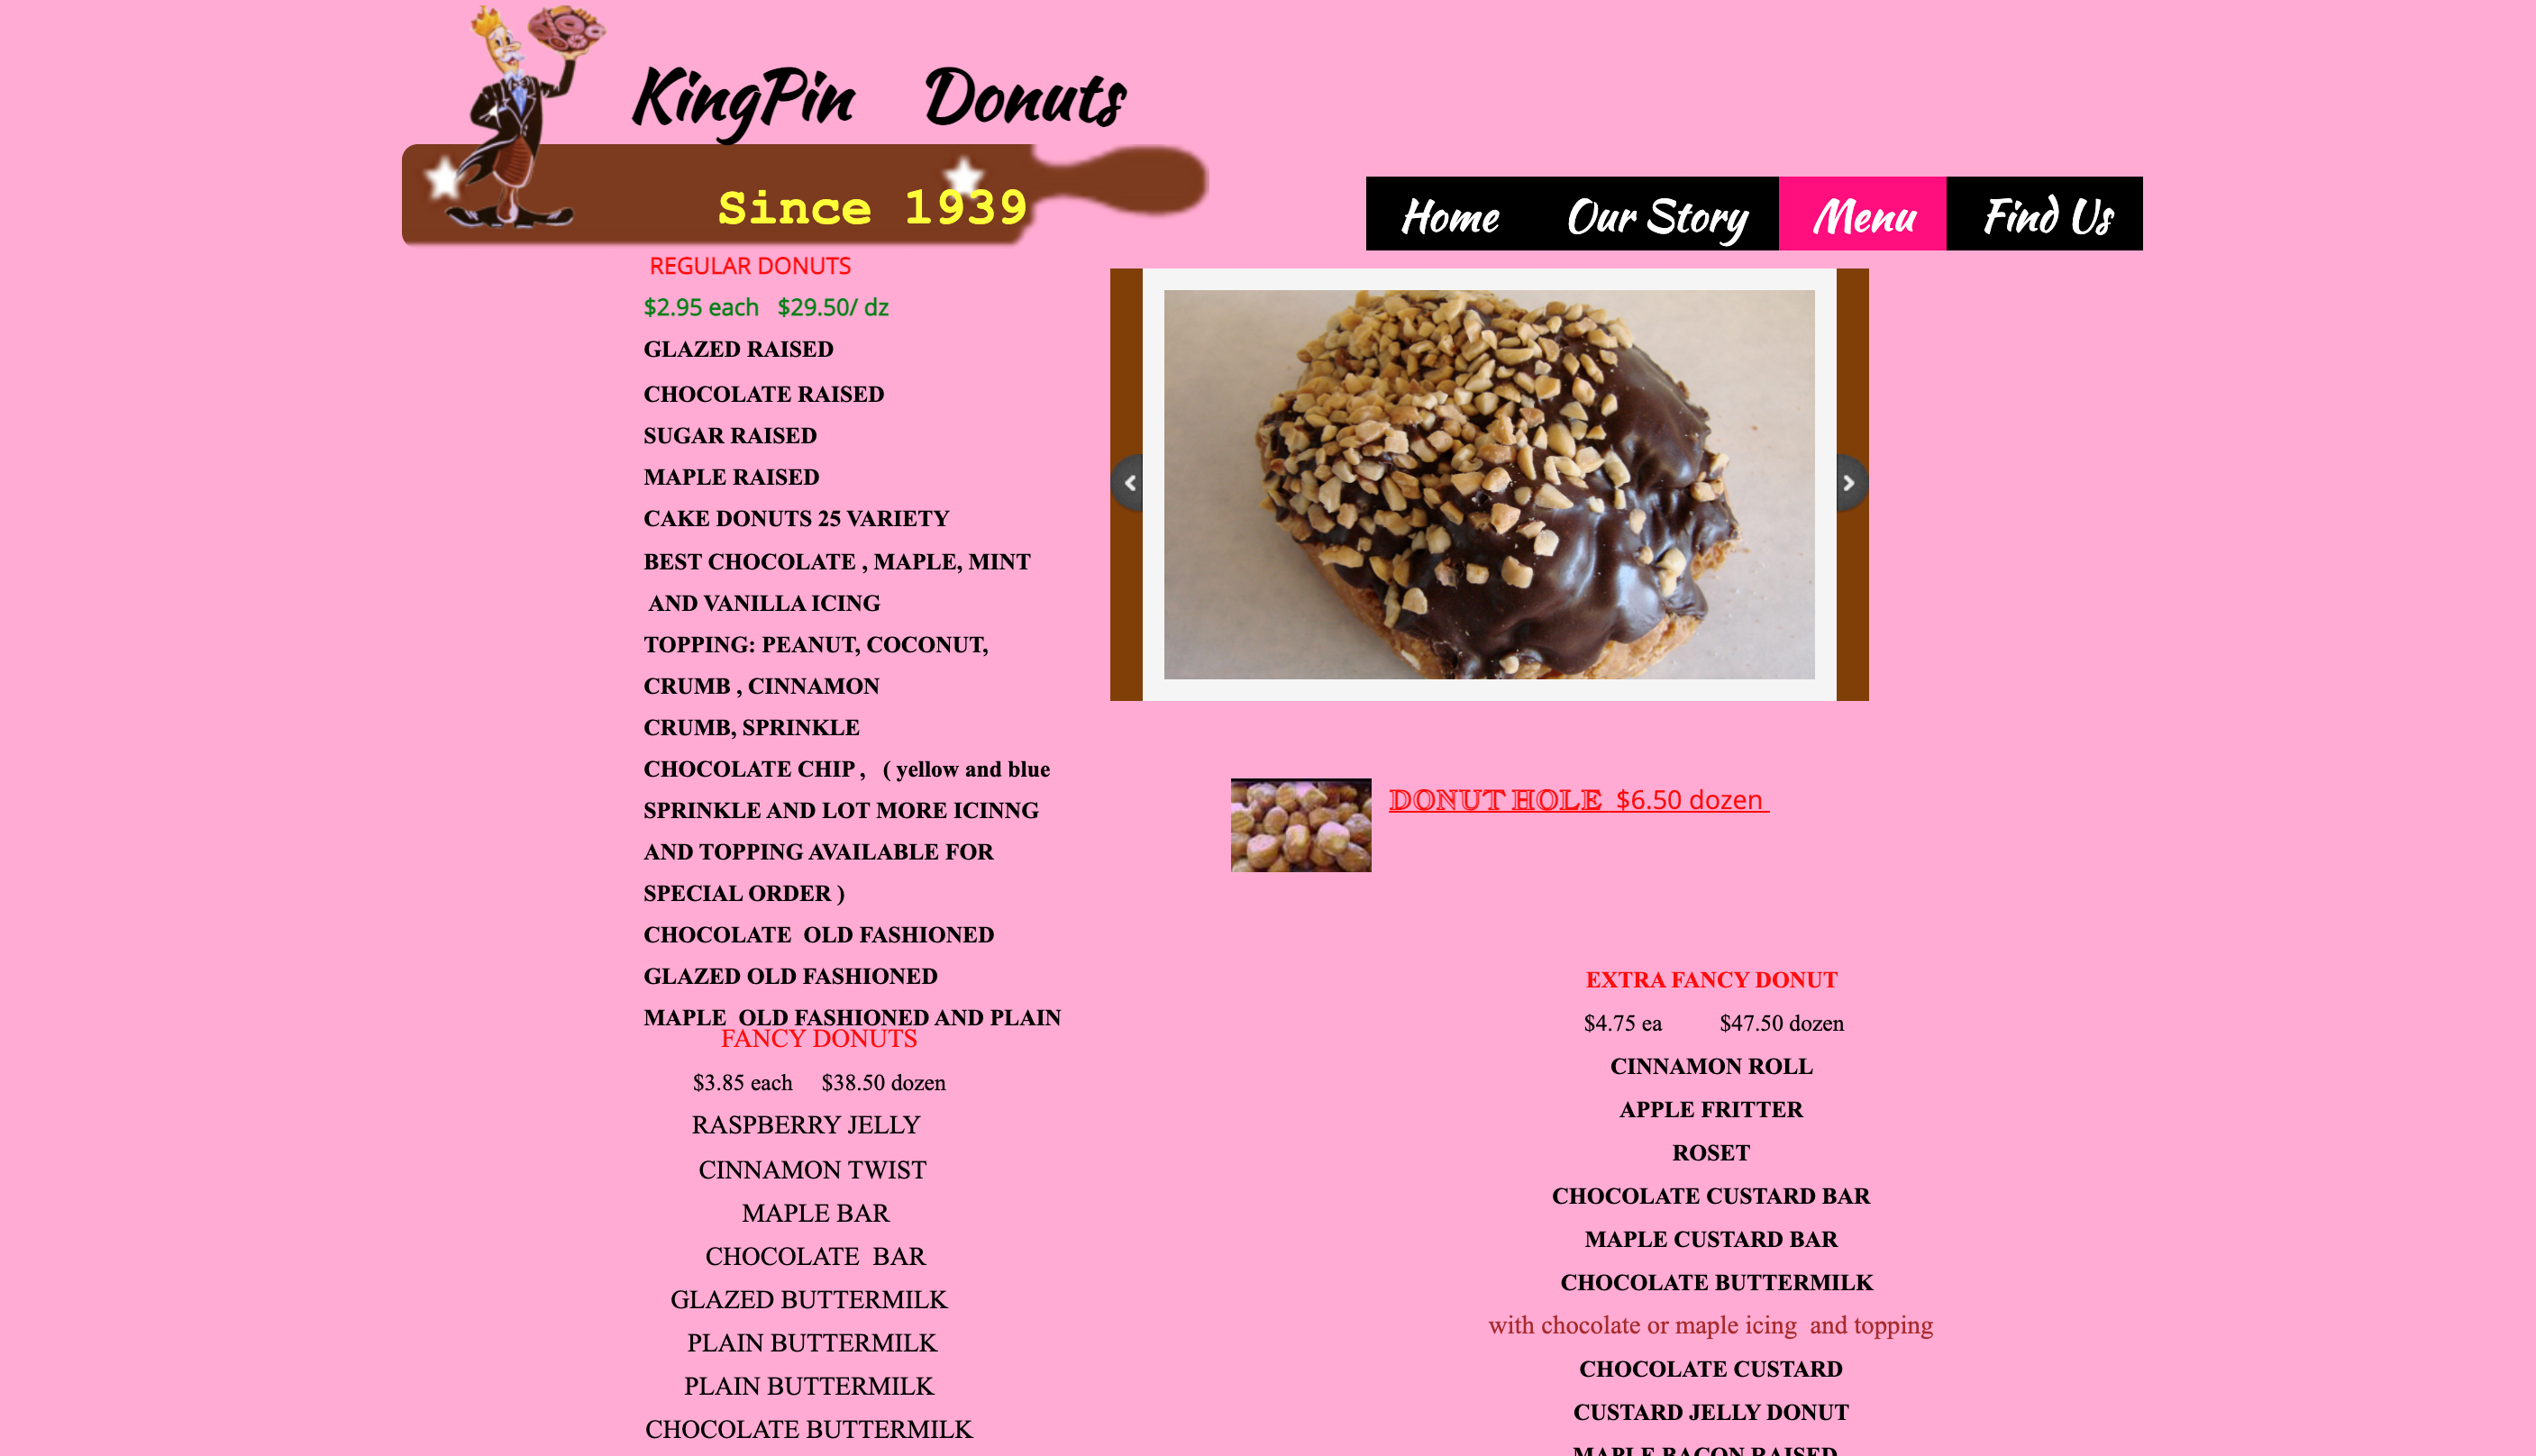 KingPin Donuts
Since 1939
Home Our Story Menu Find Us
REGULAR DONUTS
$2.95 each $29.50/ dz
GLAZED RAISED
CHOCOLATE RAISED
SUGAR RAISED
MAPLE RAISED
CAKE DONUTS 25 VARIETY
BEST CHOCOLATE , MAPLE, MINT
AND VANILLA ICING
TOPPING: PEANUT, COCONUT,
CRUMB , CINNAMON
CRUMB, SPRINKLE
CHOCOLATE CHIP , ( yellow and blue
SPRINKLE AND LOT MORE ICINNG
AND TOPPING AVAILABLE FOR
SPECIAL ORDER )
CHOCOLATE OLD FASHIONED
GLAZED OLD FASHIONED
MAPLE OLD FASHIONED AND PLAIN
FANCY DONUTS
$3.85 each $38.50 dozen
RASPBERRY JELLY
CINNAMON TWIST
MAPLE BAR
CHOCOLATE BAR
GLAZED BUTTERMILK
PLAIN BUTTERMILK
PLAIN BUTTERMILK
CHOCOLATE BUTTERMILK
DONUT HOLE $6.50 dozen
EXTRA FANCY DONUT
$4.75 ea $47.50 dozen
CINNAMON ROLL
APPLE FRITTER
ROSET
CHOCOLATE CUSTARD BAR
MAPLE CUSTARD BAR
CHOCOLATE BUTTERMILK
with chocolate or maple icing and topping
CHOCOLATE CUSTARD
CUSTARD JELLY DONUT
MAPLE BACON RAISED